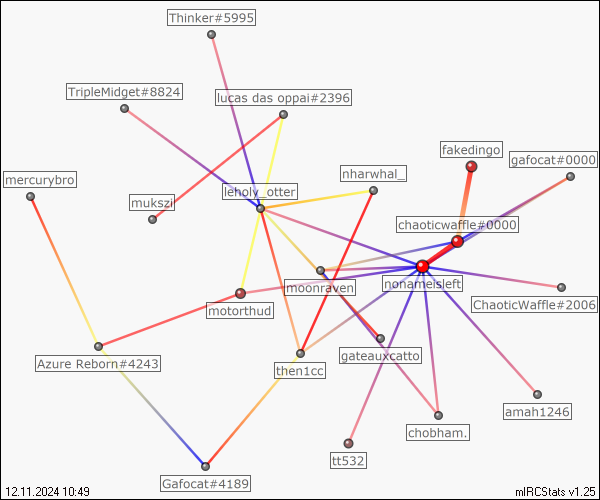 Thinker#5995
TripleMidget#8824
lucas das oppai#2396
fakedingo
gafocat#0000
nharwhal_
mercurybro
leholy_otter
mukszi
chaoticwaffle#0000
moonraven
nonameisleft
ChaoticWaffle#2006
motorthud
gateauxcatto
Azure Reborn#4243
then1cc
amah1246
chobham.
tt532
Gafocat#4189
12.11.2024 10:49
mIRCStats v1.25